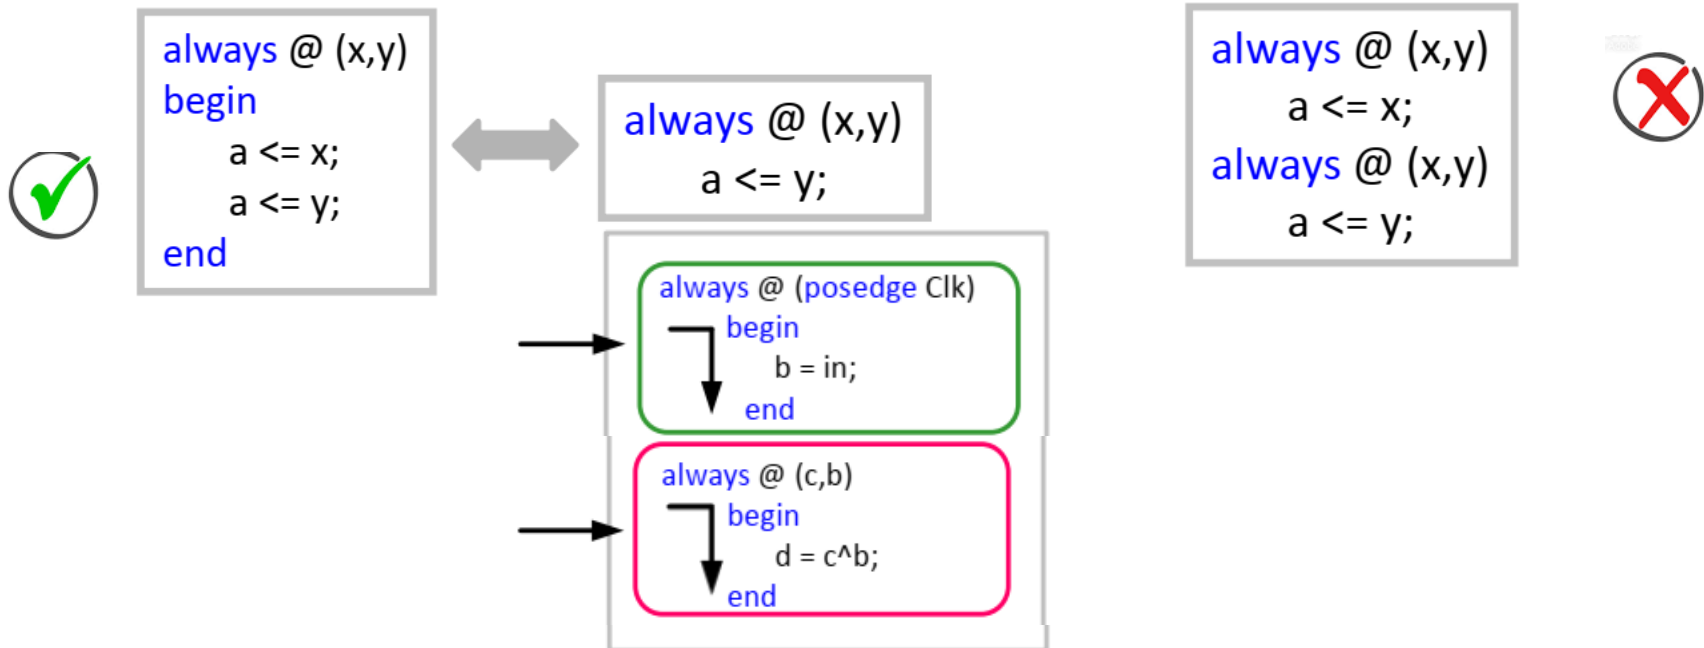 always @ (x,y)
begin
a <= x;
a <= y;
end
always @ (x,y)
a <= y;
always @ (x,y)
a <= x;
always @ (x,y)
a <= y;
always @ (posedge Clk)
begin
b = in;
end
always @ (c,b)
begin
d = c^b;
end